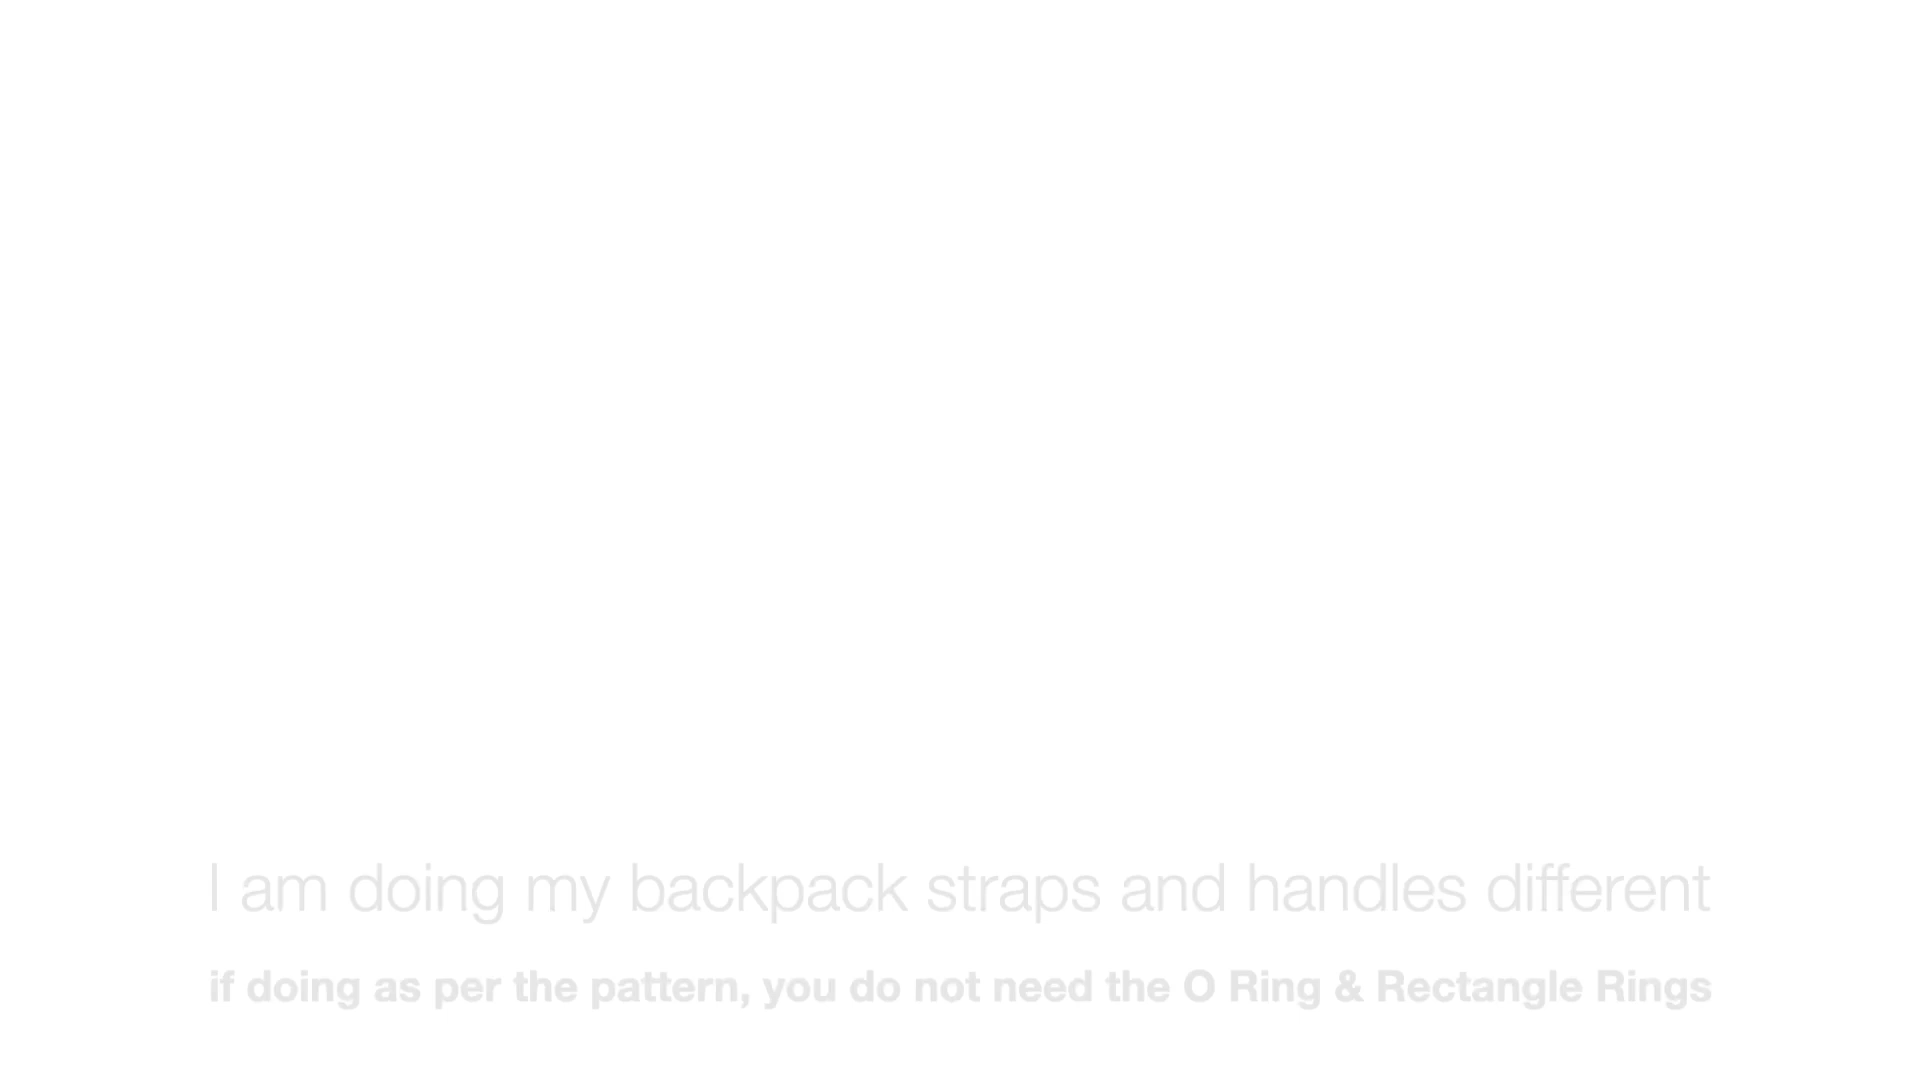 I am doing my backpack straps and handles different
if doing as per the pattern, you do not need the O Ring & Rectangle Rings